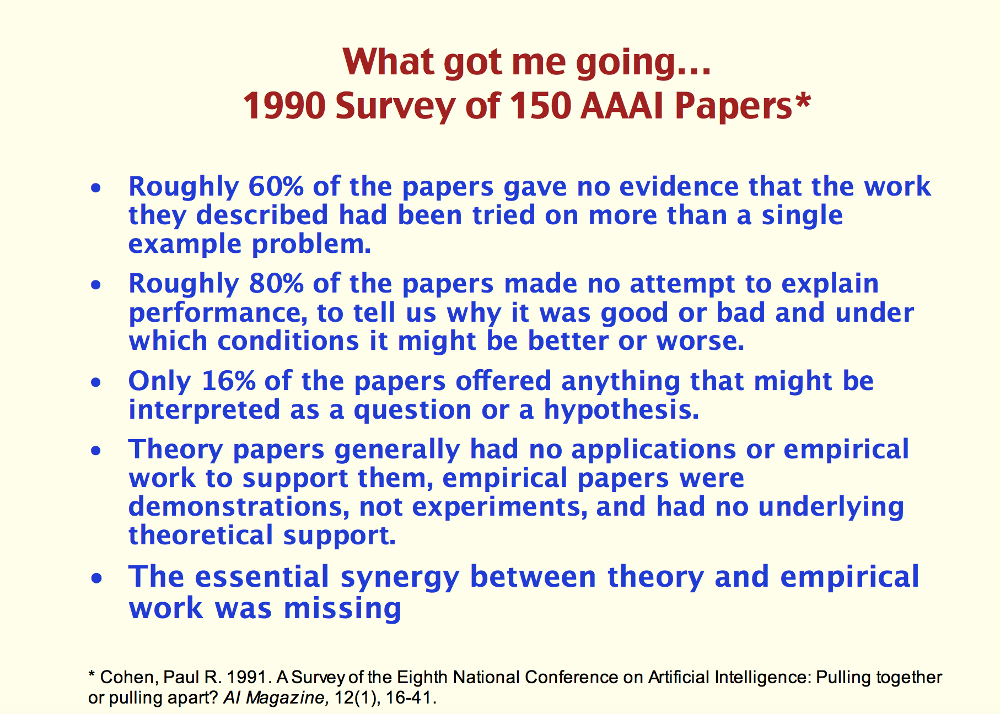 What got me going...
1990 Survey of 150 AAAI Papers*
• Roughly 60% of the papers gave no evidence that the work
they described had been tried on more than a single
example problem.
• Roughly 80% of the papers made no attempt to explain
performance, to tell us why it was good or bad and under
which conditions it might be better or worse.
• Only 16% of the papers offered anything that might be
interpreted as a question or a hypothesis.
• Theory papers generally had no applications or empirical
work to support them, empirical papers were
demonstrations, not experiments, and had no underlying
theoretical support.
• The essential synergy between theory and empirical
work was missing
* Cohen, Paul R. 1991. A Survey of the Eighth National Conference on Artificial Intelligence: Pulling together
or pulling apart? AI Magazine, 12(1), 16-41.